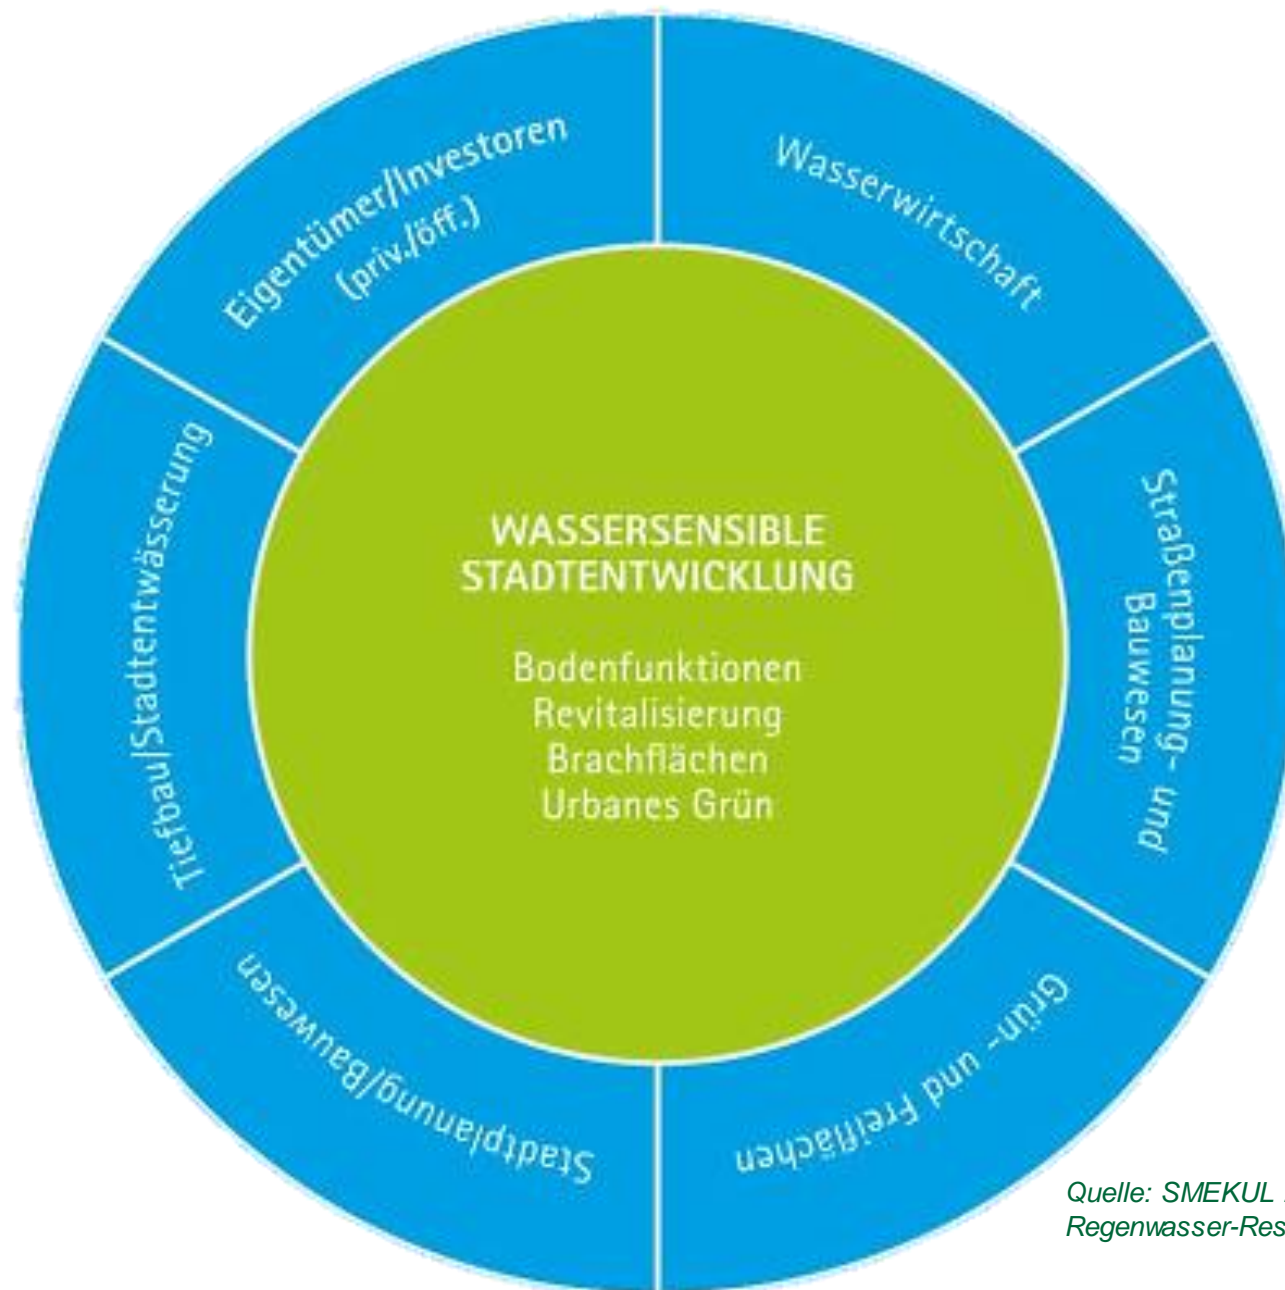 Eigentümer/Investoren
(priv./öff.)
Wasserwirtschaft
Straßenplanung- und
Bauwesen
Grün- und Freiflächen
Stadtplanung/Bauwesen
Tiefbau/Stadtentwässerung
WASSERSENSIBLE
STADTENTWICKLUNG
Bodenfunktionen
Revitalisierung
Brachflächen
Urbanes Grün
Quelle: SMEKUL
Regenwasser-Res